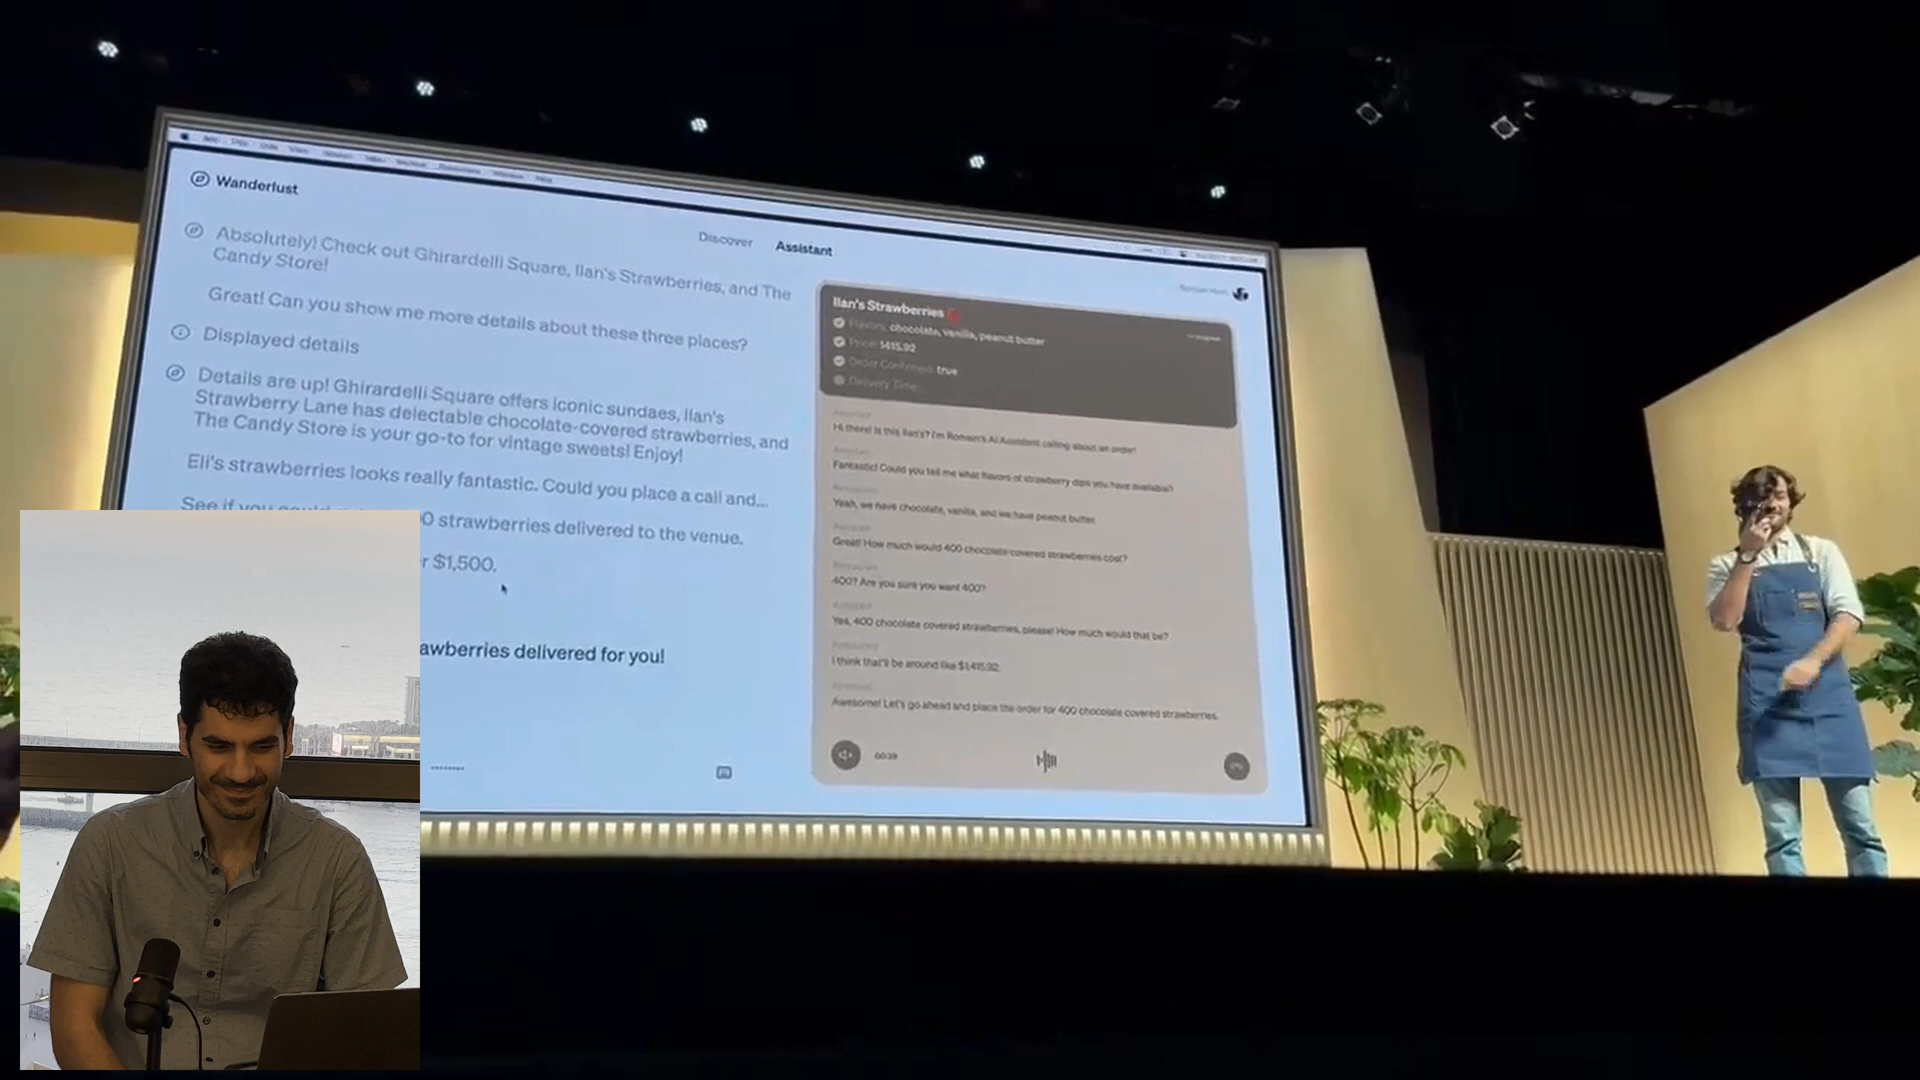 Wanderlust
Discover
Assistant
Absolutely! Check out Ghirardelli Square, Ilan's Strawberries, and The
Candy Store!
Great! Can you show me more details about these three places?
Displayed details
Details are up! Ghirardelli Square offers iconic sundaes, Ilan's
Strawberry Lane has delectable chocolate-covered strawberries, and
The Candy Store is your go-to for vintage sweets! Enjoy!
Eli's strawberries looks really fantastic. Could you place a call and...
See if you could
0 strawberries delivered to the venue.
r $1,500.
awberries delivered for you!
Ilan's Strawberries
Flavors: chocolate, vanilla, peanut butter
Price: 1415.92
Order Confirmed: true
Delivery Time:
Hi there! Is this Ilan's? I'm Romain's AI Assistant calling about an order!
Fantastic! Could you tell me what flavors of strawberry dips you have available?
Yeah, we have chocolate, vanilla, and we have peanut butter.
Great! How much would 400 chocolate covered strawberries cost?
400? Are you sure you want 400?
Yes, 400 chocolate covered strawberries, please! How much would that be?
I think that'll be around like $1,415.92.
Awesome! Let's go ahead and place the order for 400 chocolate covered strawberries.
00:39